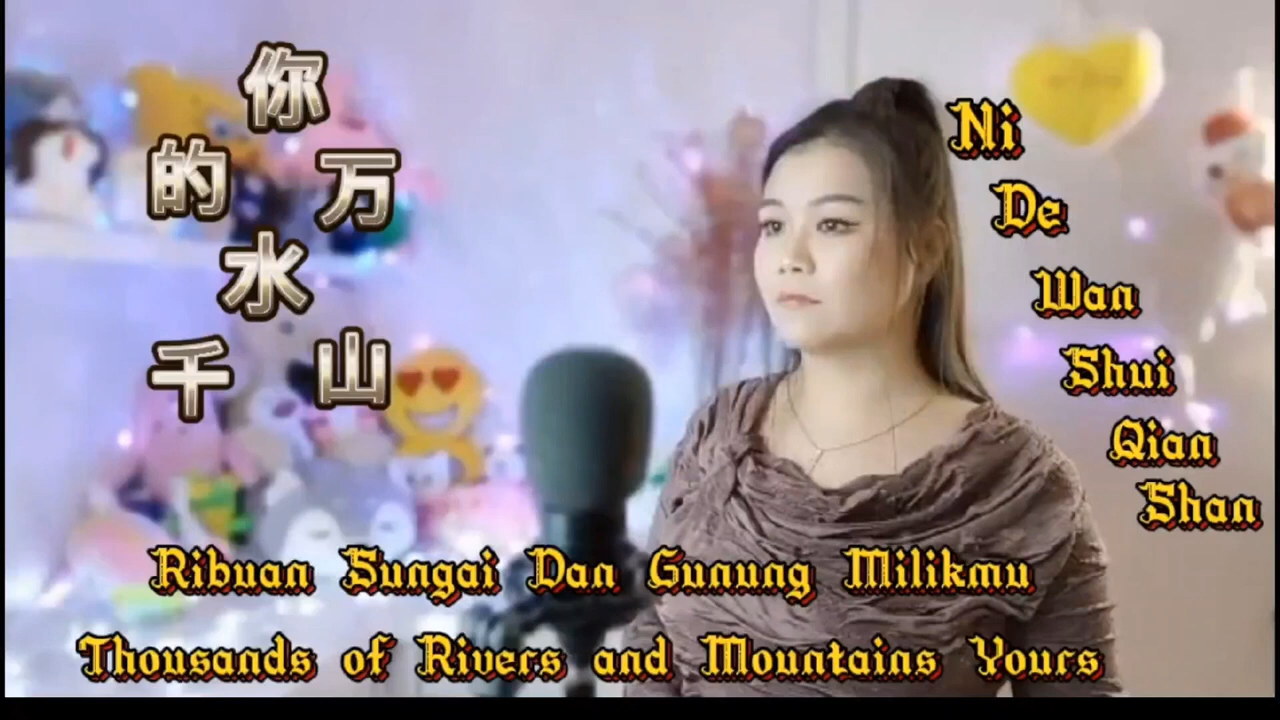 你
的 万
水
千 山
Ni
De
Wan
Shui
Qian
Shan
Ribuan Sungai Dan Gunung Milikmu
Thousands of Rivers and Mountains Yours